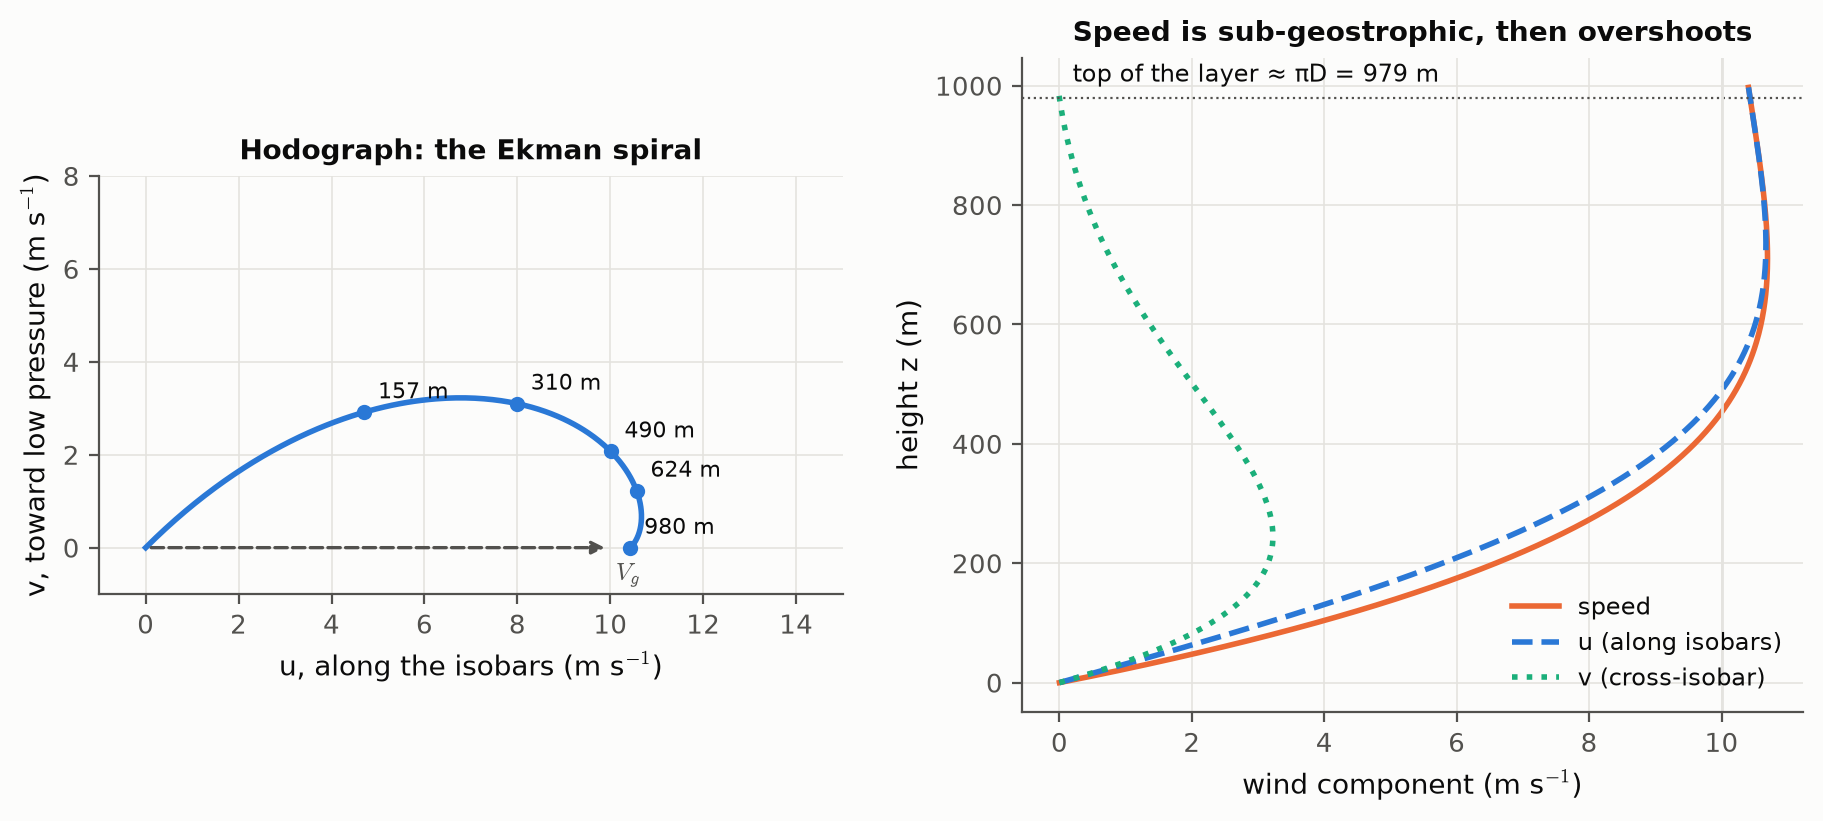 Hodograph: the Ekman spiral
v, toward low pressure (m s⁻¹)
8
6
4
2
0
157 m
310 m
490 m
624 m
980 m
V_g
0 2 4 6 8 10 12 14
u, along the isobars (m s⁻¹)
Speed is sub-geostrophic, then overshoots
top of the layer ≈ πD = 979 m
height z (m)
1000
800
600
400
200
0
speed
u (along isobars)
v (cross-isobar)
0 2 4 6 8 10
wind component (m s⁻¹)